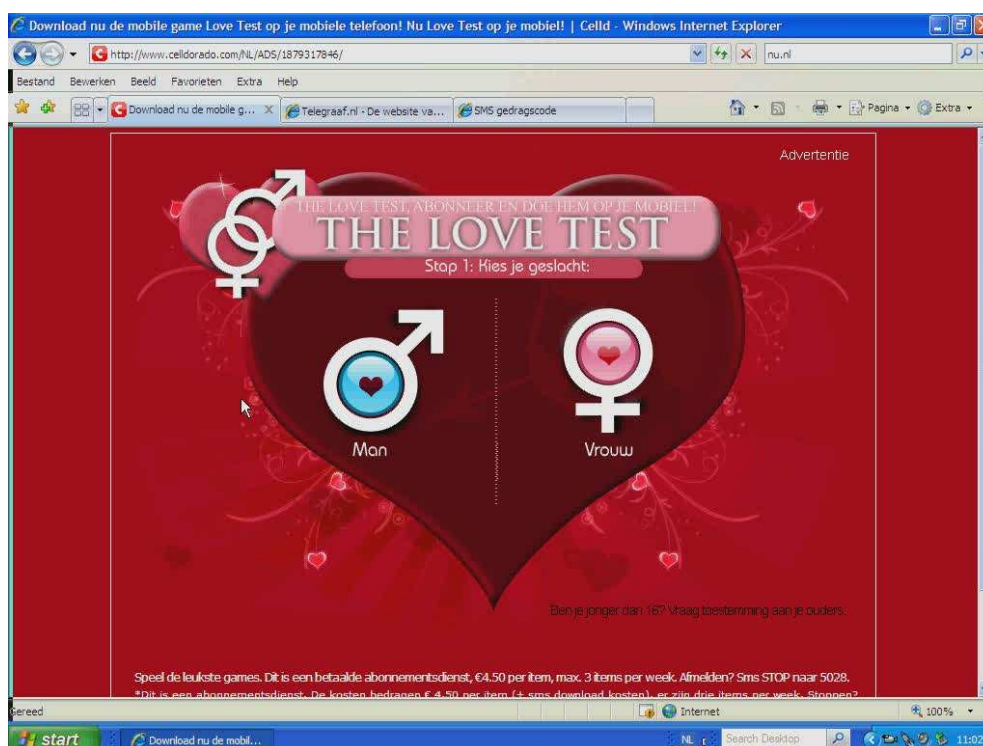 Download nu de mobile game Love Test op je mobiele telefoon! Nu Love Test op je mobiel! | Celld - Windows Internet Explorer
http://www.celldorado.com/NL/ADS/1879317846/
nu.nl
Bestand Bewerken Beeld Favorieten Extra Help
Download nu de mobile g... X Telegraaf.nl - De website va... SMS gedragscode
Pagina Extra
Advertentie
THE LOVE TEST, ABONNEER EN DOE HEM OP JE MOBIEL!
THE LOVE TEST
Stap 1: Kies je geslacht:
Man Vrouw
Ben je jonger dan 16? Vraag toestemming aan je ouders.
Speel de leukste games. Dit is een betaalde abonnementsdienst, €4.50 per item, max. 3 items per week. Afmelden? Sms STOP naar 5028.
*Dit is een abonnementsdienst. De kosten bedragen € 4,50 per item (+ sms download kosten), er zijn drie items per week. Stoppen?
Gereed Internet 100%
start Download nu de mobil... NL Search Desktop 11:02